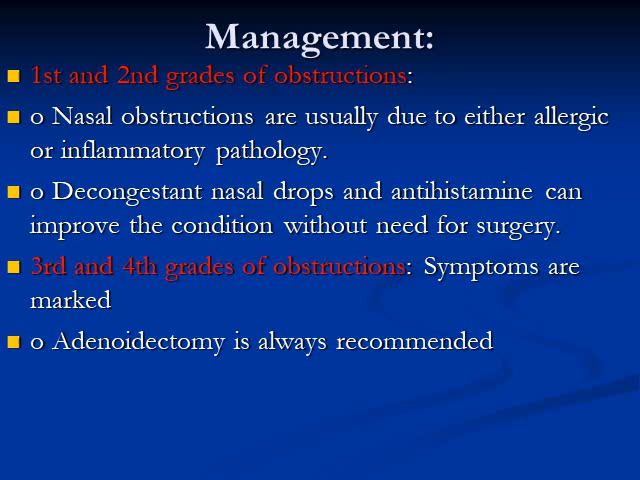 Management:
1st and 2nd grades of obstructions:
o Nasal obstructions are usually due to either allergic
or inflammatory pathology.
o Decongestant nasal drops and antihistamine can
improve the condition without need for surgery.
3rd and 4th grades of obstructions: Symptoms are
marked
o Adenoidectomy is always recommended